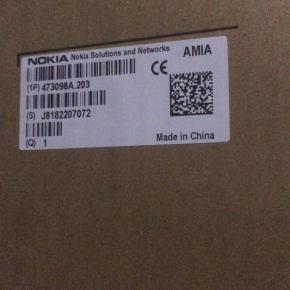 NOKIA Nokia Solutions and Networks
CE AMIA
(1P) 473098A.203
(S) J8182207072
Made in China
(Q) 1